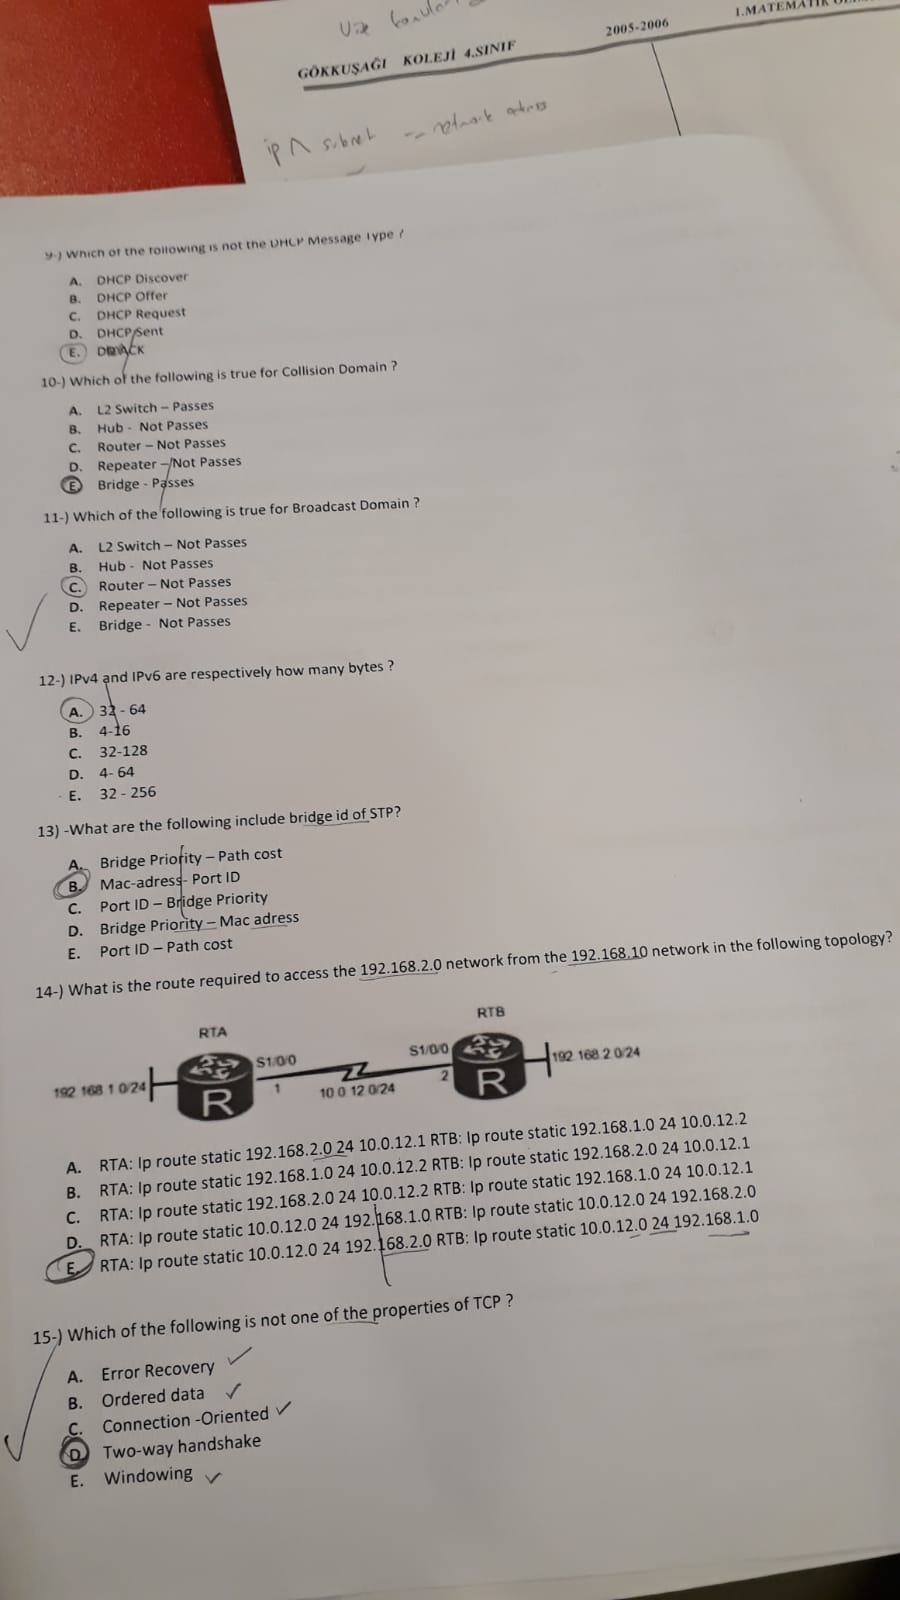 GÖKKUŞAĞI KOLEJİ 4.SINIF
2005-2006
ip Λ subnet
9-) Which of the following is not the DHCP Message Type ?
A. DHCP Discover
B. DHCP Offer
C. DHCP Request
D. DHCP Sent
E.
10-) Which of the following is true for Collision Domain ?
A. L2 Switch – Passes
B. Hub - Not Passes
C. Router – Not Passes
D. Repeater – Not Passes
E Bridge - Passes
11-) Which of the following is true for Broadcast Domain ?
A. L2 Switch – Not Passes
B. Hub - Not Passes
C. Router – Not Passes
D. Repeater – Not Passes
E. Bridge - Not Passes
12-) IPv4 and IPv6 are respectively how many bytes ?
A. 32 - 64
B. 4-16
C. 32-128
D. 4- 64
E. 32 - 256
13) -What are the following include bridge id of STP?
A. Bridge Priority – Path cost
B. Mac-adress- Port ID
C. Port ID – Bridge Priority
D. Bridge Priority – Mac adress
E. Port ID – Path cost
14-) What is the route required to access the 192.168.2.0 network from the 192.168.10 network in the following topology?
RTA
RTB
S1/0/0
S1/0/0
192 168 1 0/24
R
1
10 0 12 0/24
2
R
192 168 2 0/24
A. RTA: Ip route static 192.168.2.0 24 10.0.12.1 RTB: Ip route static 192.168.1.0 24 10.0.12.2
B. RTA: Ip route static 192.168.1.0 24 10.0.12.2 RTB: Ip route static 192.168.2.0 24 10.0.12.1
C. RTA: Ip route static 192.168.2.0 24 10.0.12.2 RTB: Ip route static 192.168.1.0 24 10.0.12.1
D. RTA: Ip route static 10.0.12.0 24 192.168.1.0 RTB: Ip route static 10.0.12.0 24 192.168.2.0
E. RTA: Ip route static 10.0.12.0 24 192.168.2.0 RTB: Ip route static 10.0.12.0 24 192.168.1.0
15-) Which of the following is not one of the properties of TCP ?
A. Error Recovery
B. Ordered data
C. Connection -Oriented
D Two-way handshake
E. Windowing